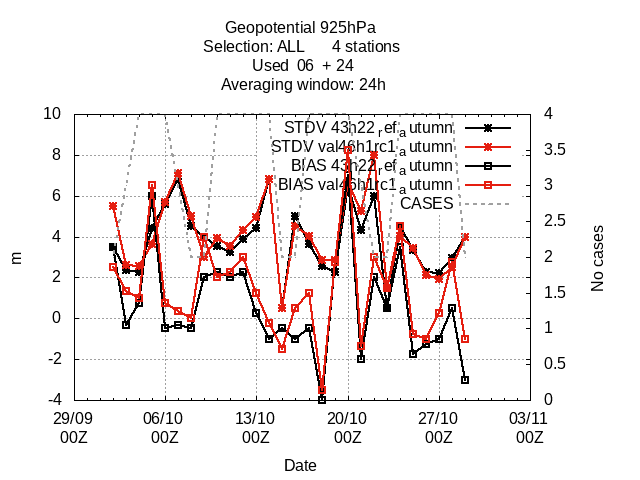 Geopotential 925hPa
Selection: ALL 4 stations
Used 06 + 24
Averaging window: 24h
STDV 43h22_ref_autumn
STDV val46h1rc1_autumn
BIAS 43h22_ref_autumn
BIAS val46h1rc1_autumn
CASES
10
8
6
4
2
0
-2
-4
m
4
3.5
3
2.5
2
1.5
1
0.5
0
No cases
29/09 06/10 13/10 20/10 27/10 03/11
00Z 00Z 00Z 00Z 00Z 00Z
Date